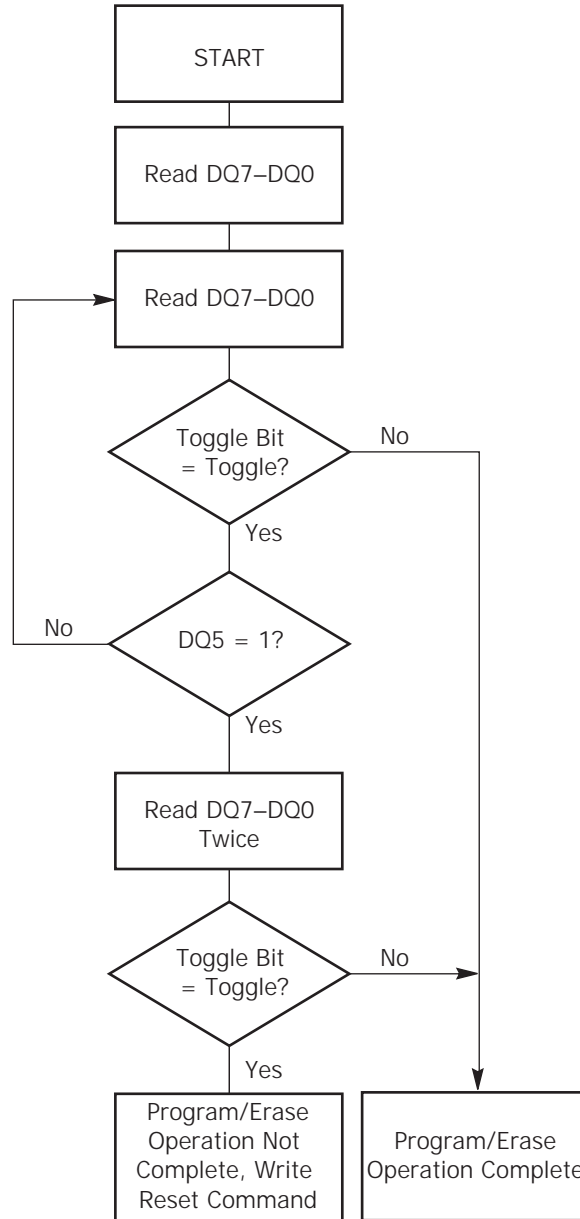 START
Read DQ7–DQ0
Read DQ7–DQ0
Toggle Bit
= Toggle?
No
Yes
No
DQ5 = 1?
Yes
Read DQ7–DQ0
Twice
Toggle Bit
= Toggle?
No
Yes
Program/Erase
Operation Not
Complete, Write
Reset Command
Program/Erase
Operation Complete